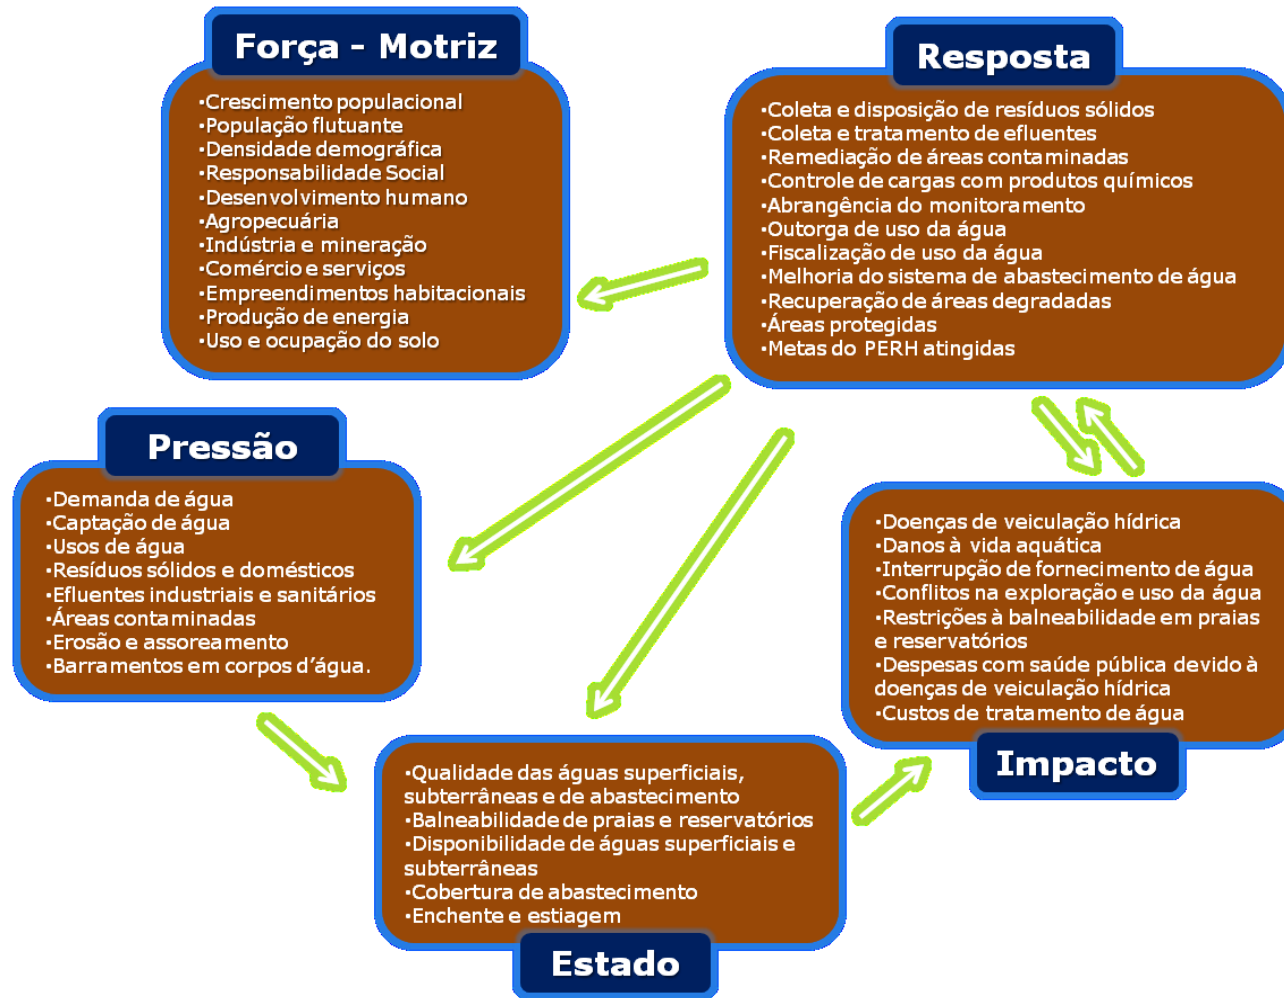 Força - Motriz
•Crescimento populacional
•População flutuante
•Densidade demográfica
•Responsabilidade Social
•Desenvolvimento humano
•Agropecuária
•Indústria e mineração
•Comércio e serviços
•Empreendimentos habitacionais
•Produção de energia
•Uso e ocupação do solo
Resposta
•Coleta e disposição de resíduos sólidos
•Coleta e tratamento de efluentes
•Remediação de áreas contaminadas
•Controle de cargas com produtos químicos
•Abrangência do monitoramento
•Outorga de uso da água
•Fiscalização de uso da água
•Melhoria do sistema de abastecimento de água
•Recuperação de áreas degradadas
•Áreas protegidas
•Metas do PERH atingidas
Pressão
•Demanda de água
•Captação de água
•Usos de água
•Resíduos sólidos e domésticos
•Efluentes industriais e sanitários
•Áreas contaminadas
•Erosão e assoreamento
•Barramentos em corpos d’água.
•Doenças de veiculação hídrica
•Danos à vida aquática
•Interrupção de fornecimento de água
•Conflitos na exploração e uso da água
•Restrições à balneabilidade em praias
e reservatórios
•Despesas com saúde pública devido à
doenças de veiculação hídrica
•Custos de tratamento de água
Impacto
•Qualidade das águas superficiais,
subterrâneas e de abastecimento
•Balneabilidade de praias e reservatórios
•Disponibilidade de águas superficiais e
subterrâneas
•Cobertura de abastecimento
•Enchente e estiagem
Estado